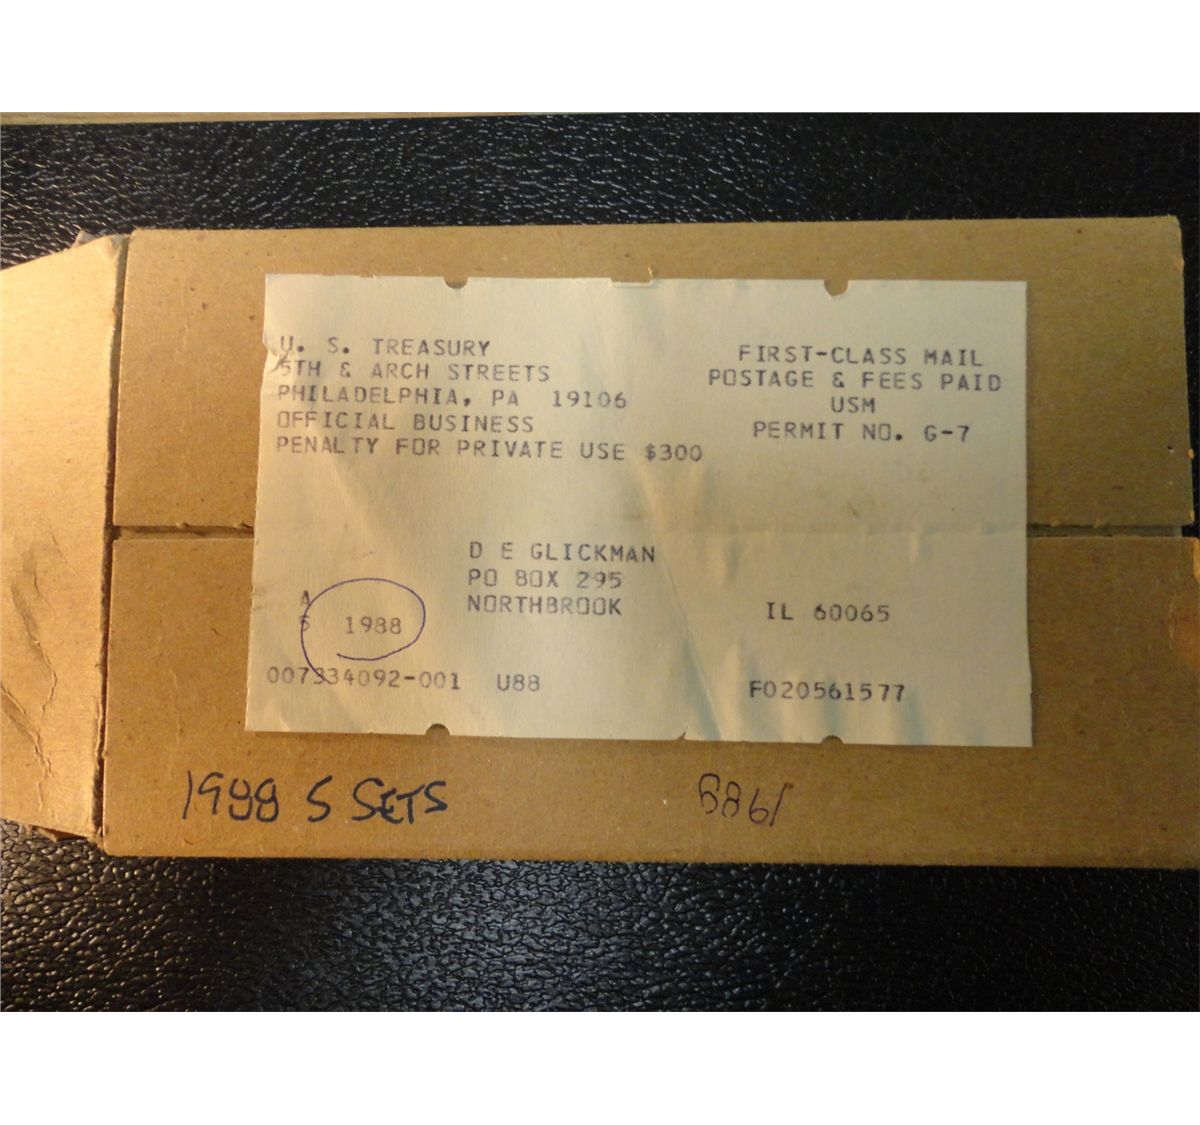 U. S. TREASURY
5TH & ARCH STREETS
PHILADELPHIA, PA 19106
OFFICIAL BUSINESS
PENALTY FOR PRIVATE USE $300
FIRST-CLASS MAIL
POSTAGE & FEES PAID
USM
PERMIT NO. G-7
D E GLICKMAN
PO BOX 295
NORTHBROOK IL 60065
A
5 1988
007334092-001 U88 F020561577
1988 S SETS
1988